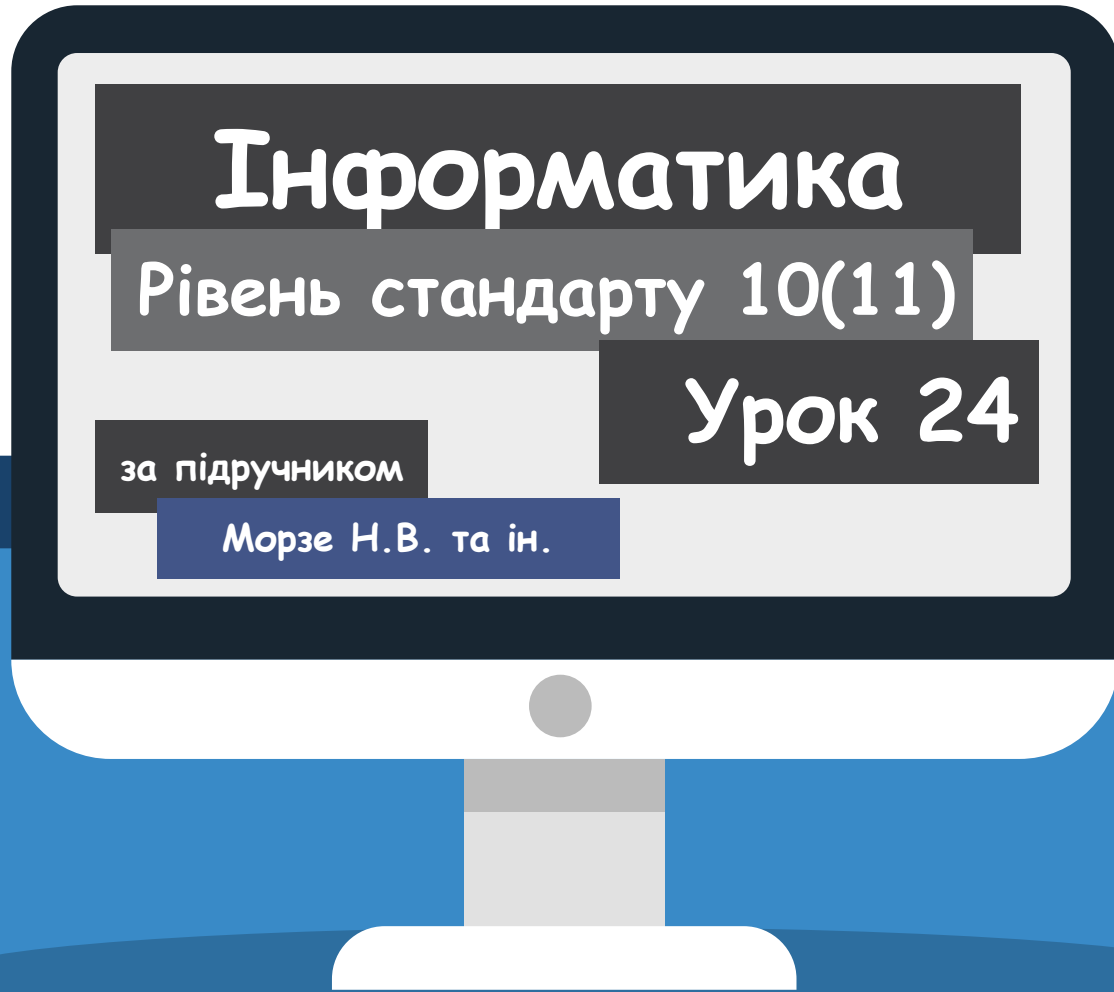 Інформатика
Рівень стандарту 10(11)
Урок 24
за підручником
Морзе Н.В. та ін.